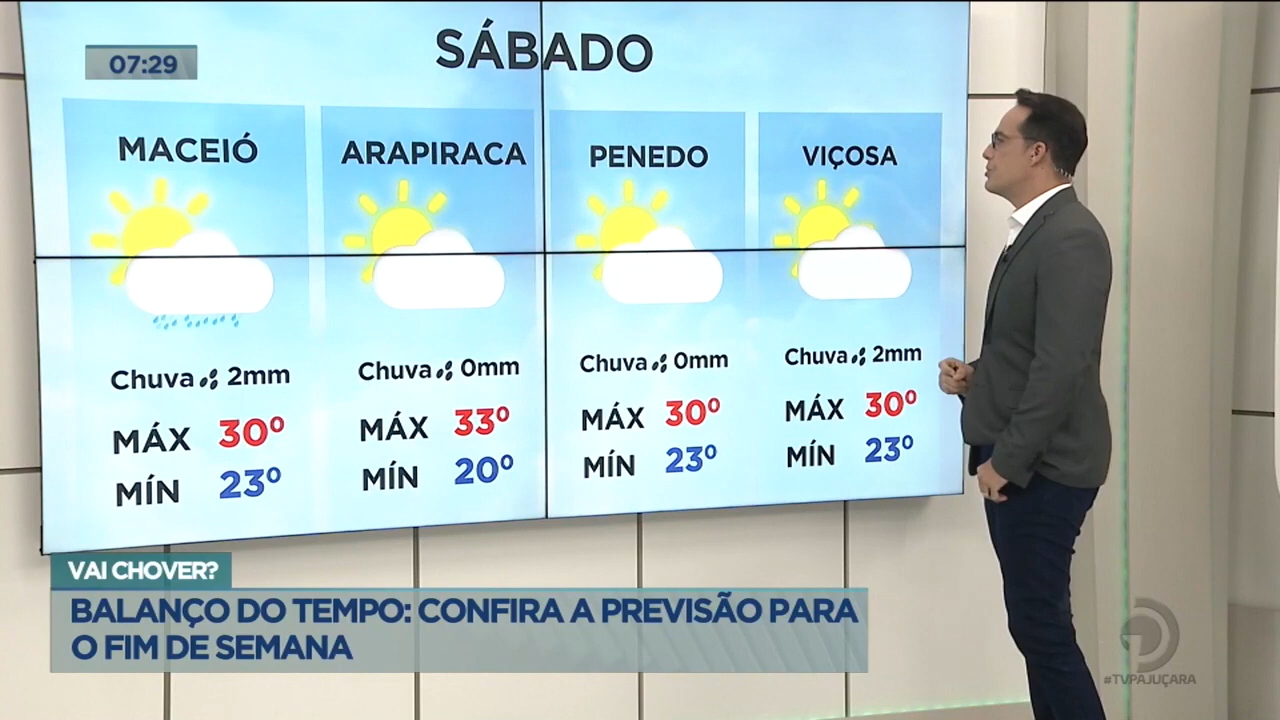 07:29
SÁBADO
MACEIÓ
Chuva 2mm
MÁX 30º
MÍN 23º
ARAPIRACA
Chuva 0mm
MÁX 33º
MÍN 20º
PENEDO
Chuva 0mm
MÁX 30º
MÍN 23º
VIÇOSA
Chuva 2mm
MÁX 30º
MÍN 23º
VAI CHOVER?
BALANÇO DO TEMPO: CONFIRA A PREVISÃO PARA
O FIM DE SEMANA
#TVPAJUÇARA